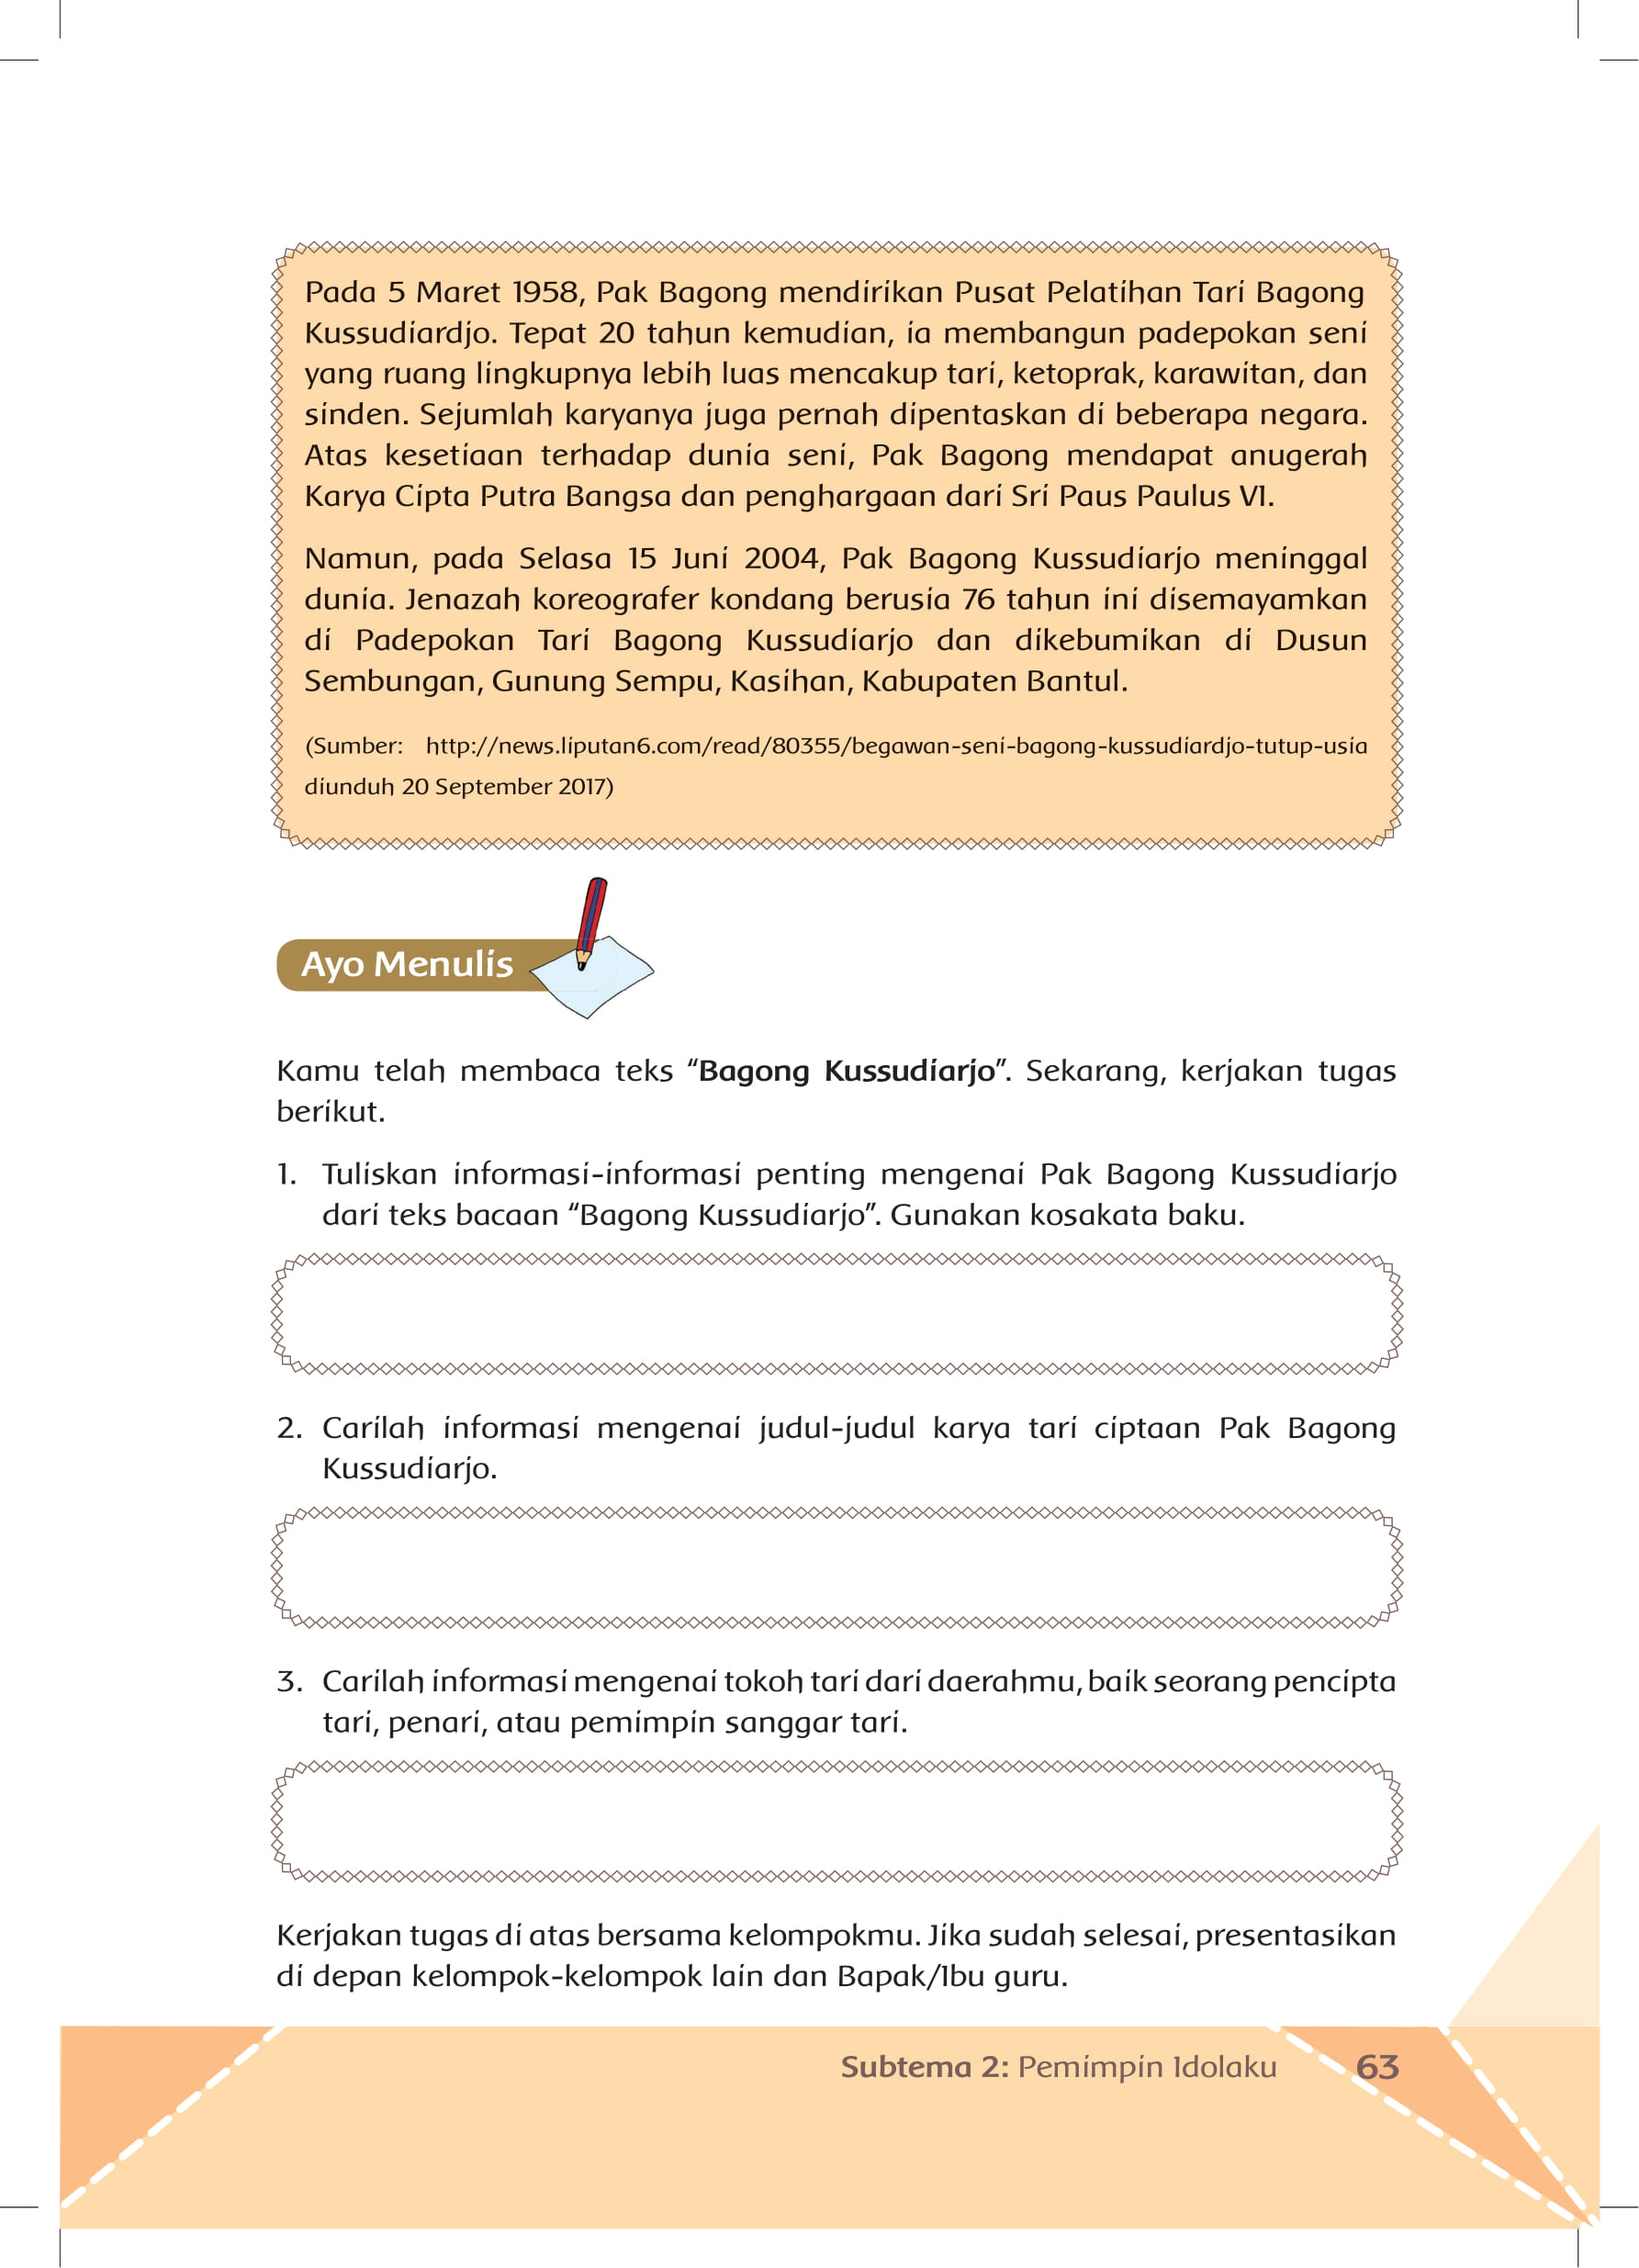 Pada 5 Maret 1958, Pak Bagong mendirikan Pusat Pelatihan Tari Bagong
Kussudiardjo. Tepat 20 tahun kemudian, ia membangun padepokan seni
yang ruang lingkupnya lebih luas mencakup tari, ketoprak, karawitan, dan
sinden. Sejumlah karyanya juga pernah dipentaskan di beberapa negara.
Atas kesetiaan terhadap dunia seni, Pak Bagong mendapat anugerah
Karya Cipta Putra Bangsa dan penghargaan dari Sri Paus Paulus VI.
Namun, pada Selasa 15 Juni 2004, Pak Bagong Kussudiarjo meninggal
dunia. Jenazah koreografer kondang berusia 76 tahun ini disemayamkan
di Padepokan Tari Bagong Kussudiarjo dan dikebumikan di Dusun
Sembungan, Gunung Sempu, Kasihan, Kabupaten Bantul.
(Sumber: http://news.liputan6.com/read/80355/begawan-seni-bagong-kussudiardjo-tutup-usia
diunduh 20 September 2017)
Ayo Menulis
Kamu telah membaca teks “Bagong Kussudiarjo”. Sekarang, kerjakan tugas
berikut.
1. Tuliskan informasi-informasi penting mengenai Pak Bagong Kussudiarjo
dari teks bacaan “Bagong Kussudiarjo”. Gunakan kosakata baku.
2. Carilah informasi mengenai judul-judul karya tari ciptaan Pak Bagong
Kussudiarjo.
3. Carilah informasi mengenai tokoh tari dari daerahmu, baik seorang pencipta
tari, penari, atau pemimpin sanggar tari.
Kerjakan tugas di atas bersama kelompokmu. Jika sudah selesai, presentasikan
di depan kelompok-kelompok lain dan Bapak/Ibu guru.
Subtema 2: Pemimpin Idolaku 63